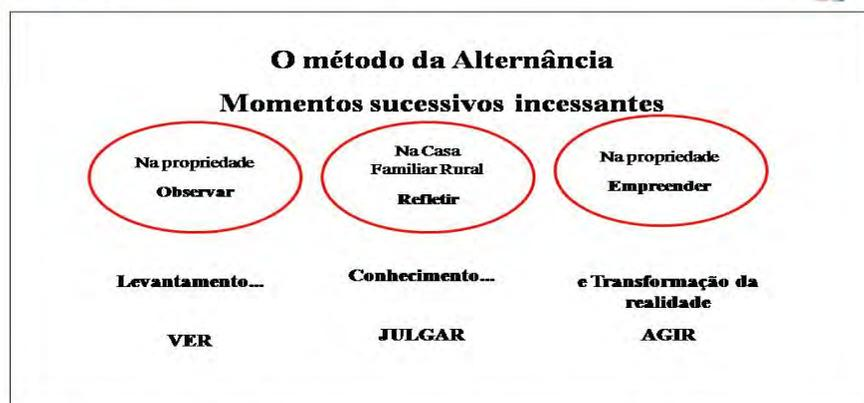 O método da Alternância
Momentos sucessivos incessantes
Na propriedade
Observar
Na Casa
Familiar Rural
Refletir
Na propriedade
Empreender
Levantamento...
Conhecimento...
e Transformação da
realidade
VER
JULGAR
AGIR